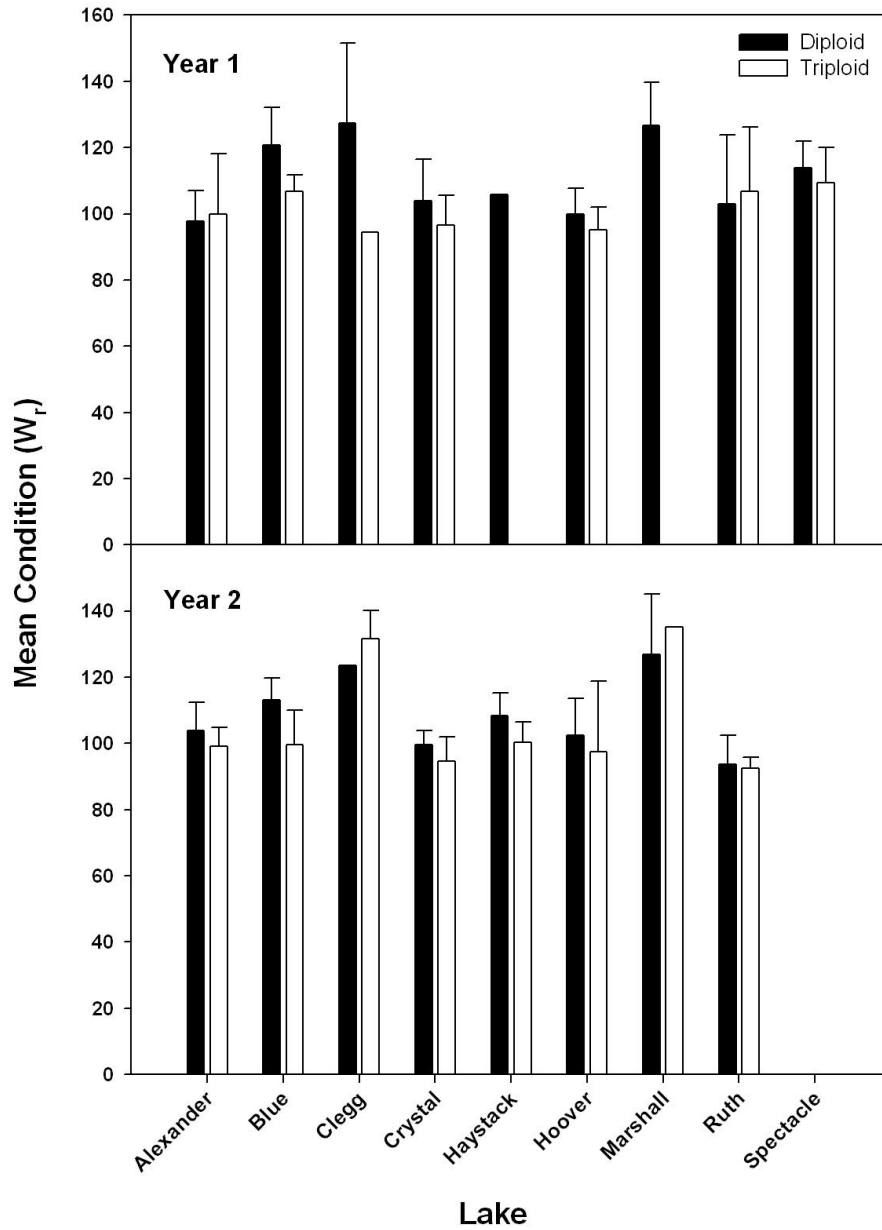 160
Year 1
Diploid
Triploid
140
120
100
80
60
40
20
0
Mean Condition (Wr)
Year 2
140
120
100
80
60
40
20
0
Alexander
Blue
Clegg
Crystal
Haystack
Hoover
Marshall
Ruth
Spectacle
Lake